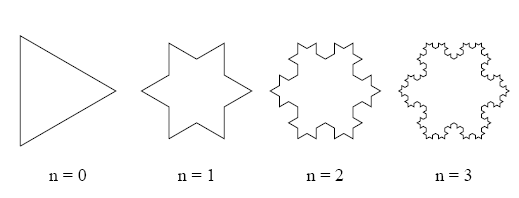 n = 0 n = 1 n = 2 n = 3